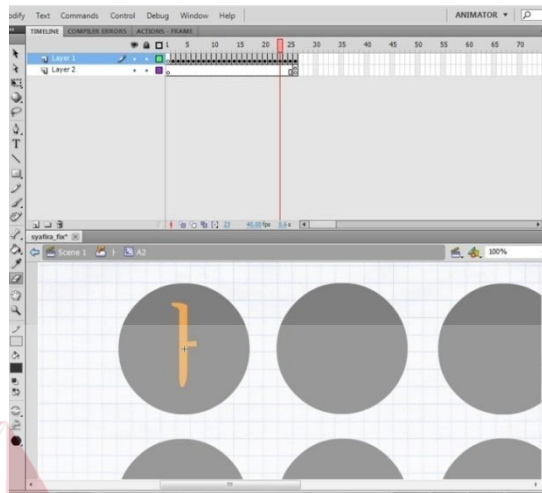 odify Text Commands Control Debug Window Help ANIMATOR
TIMELINE COMPILER ERRORS ACTIONS - FRAME
1 5 10 15 20 25 30 35 40 45 50 55 60 65 70
Layer 1
Layer 2
syafira_fix*
Scene 1 A2 100%